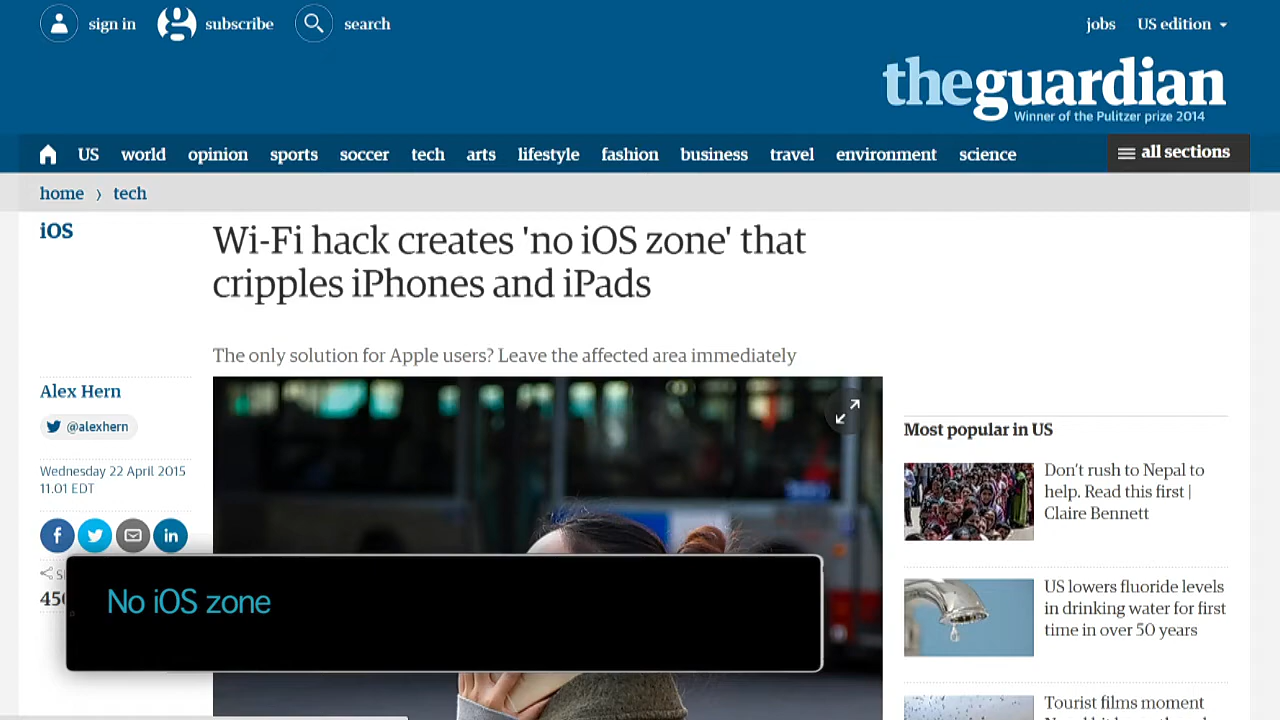 sign in
subscribe
search
jobs
US edition
theguardian
Winner of the Pulitzer prize 2014
US
world
opinion
sports
soccer
tech
arts
lifestyle
fashion
business
travel
environment
science
all sections
home › tech
iOS
Wi-Fi hack creates 'no iOS zone' that
cripples iPhones and iPads
The only solution for Apple users? Leave the affected area immediately
Alex Hern
@alexhern
Wednesday 22 April 2015
11.01 EDT
Most popular in US
Don't rush to Nepal to
help. Read this first |
Claire Bennett
US lowers fluoride levels
in drinking water for first
time in over 50 years
Tourist films moment
No iOS zone